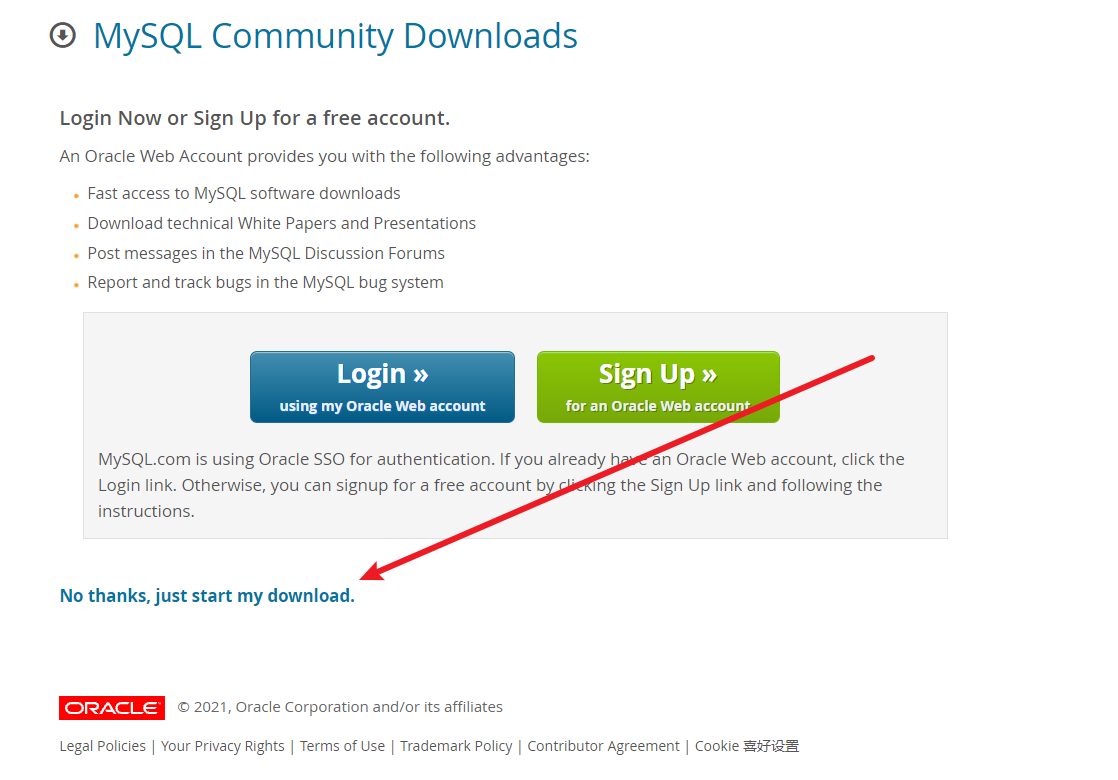 MySQL Community Downloads
Login Now or Sign Up for a free account.
An Oracle Web Account provides you with the following advantages:
Fast access to MySQL software downloads
Download technical White Papers and Presentations
Post messages in the MySQL Discussion Forums
Report and track bugs in the MySQL bug system
Login »
using my Oracle Web account
Sign Up »
for an Oracle Web account
MySQL.com is using Oracle SSO for authentication. If you already have an Oracle Web account, click the
Login link. Otherwise, you can signup for a free account by clicking the Sign Up link and following the
instructions.
No thanks, just start my download.
ORACLE © 2021, Oracle Corporation and/or its affiliates
Legal Policies | Your Privacy Rights | Terms of Use | Trademark Policy | Contributor Agreement | Cookie 喜好设置